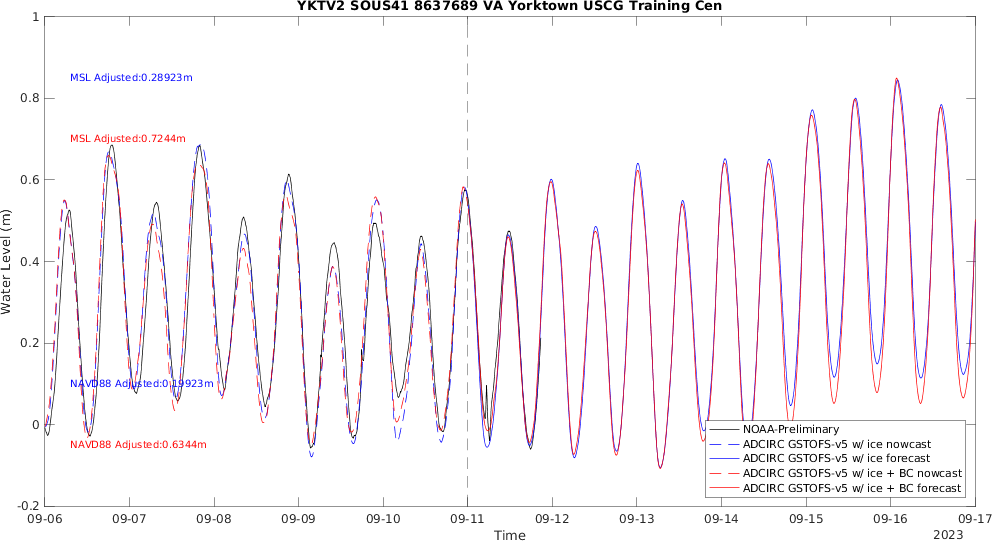 YKTV2 SOUS41 8637689 VA Yorktown USCG Training Cen
1
0.8
0.6
0.4
0.2
0
-0.2
Water Level (m)
MSL Adjusted:0.28923m
MSL Adjusted:0.7244m
NAVD88 Adjusted:0.19923m
NAVD88 Adjusted:0.6344m
NOAA-Preliminary
ADCIRC GSTOFS-v5 w/ ice nowcast
ADCIRC GSTOFS-v5 w/ ice forecast
ADCIRC GSTOFS-v5 w/ ice + BC nowcast
ADCIRC GSTOFS-v5 w/ ice + BC forecast
09-06 09-07 09-08 09-09 09-10 09-11 09-12 09-13 09-14 09-15 09-16 09-17
Time
2023